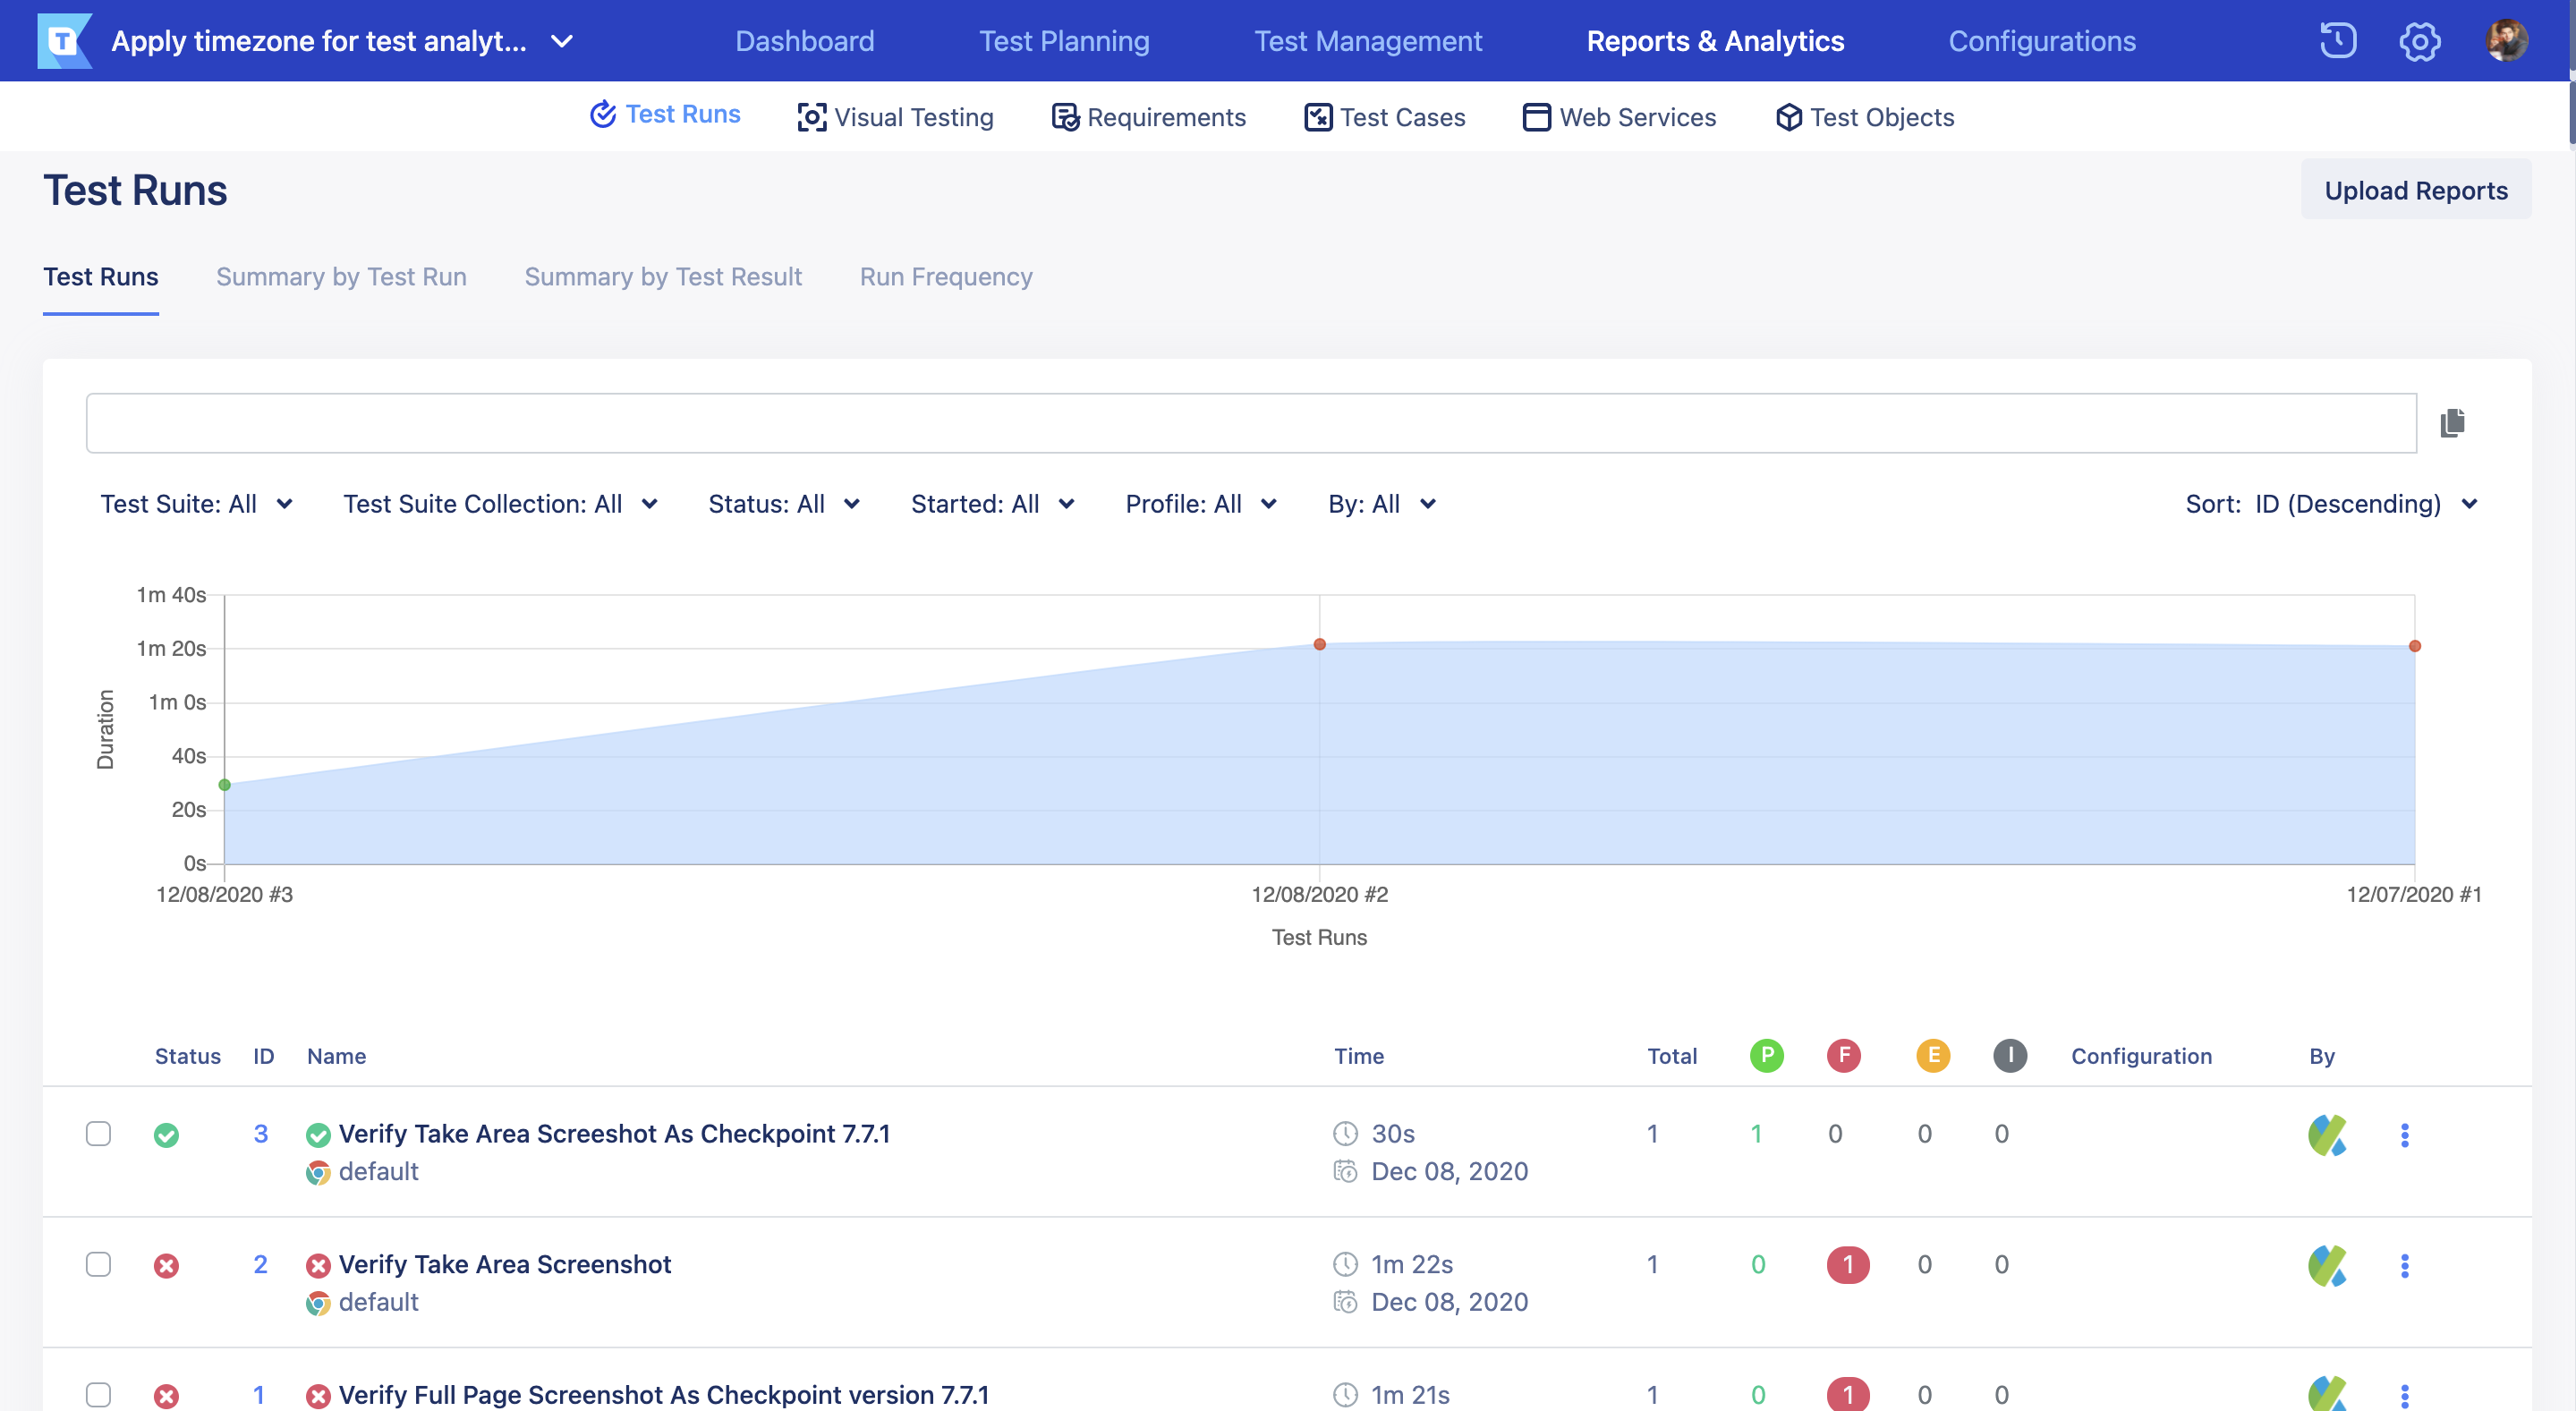 T Apply timezone for test analyt... Dashboard Test Planning Test Management Reports & Analytics Configurations
Test Runs Visual Testing Requirements Test Cases Web Services Test Objects
Test Runs Upload Reports
Test Runs Summary by Test Run Summary by Test Result Run Frequency
Test Suite: All Test Suite Collection: All Status: All Started: All Profile: All By: All Sort: ID (Descending)
1m 40s
1m 20s
1m 0s
40s
20s
0s
Duration
12/08/2020 #3 12/08/2020 #2 12/07/2020 #1
Test Runs
Status ID Name Time Total P F E I Configuration By
3 Verify Take Area Screeshot As Checkpoint 7.7.1 30s 1 1 0 0 0
default Dec 08, 2020
2 Verify Take Area Screenshot 1m 22s 1 0 1 0 0
default Dec 08, 2020
1 Verify Full Page Screenshot As Checkpoint version 7.7.1 1m 21s 1 0 1 0 0